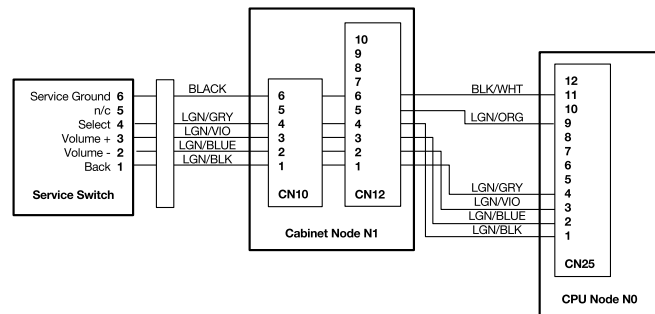 Service Ground 6
n/c 5
Select 4
Volume + 3
Volume - 2
Back 1
Service Switch
BLACK
LGN/GRY
LGN/VIO
LGN/BLUE
LGN/BLK
6
5
4
3
2
1
CN10
10
9
8
7
6
5
4
3
2
1
CN12
Cabinet Node N1
BLK/WHT
LGN/ORG
LGN/GRY
LGN/VIO
LGN/BLUE
LGN/BLK
12
11
10
9
8
7
6
5
4
3
2
1
CN25
CPU Node N0